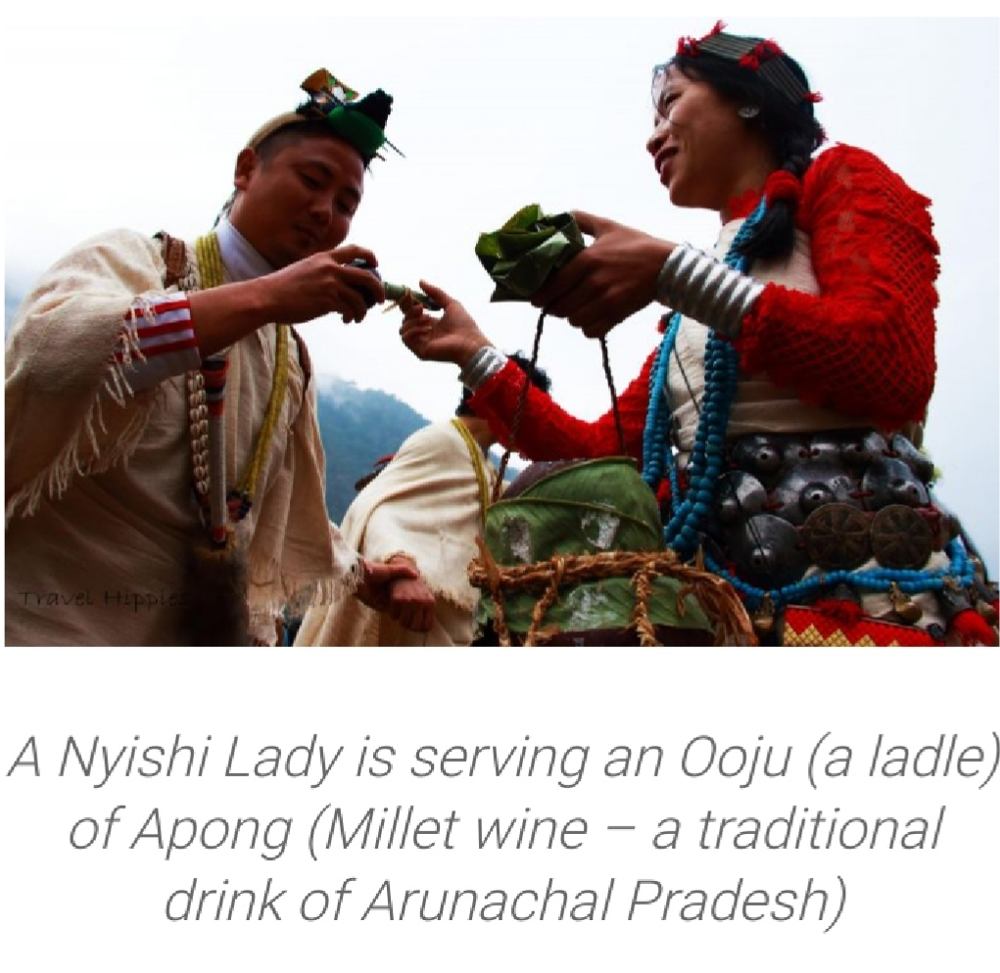 Travel Hippies
A Nyishi Lady is serving an Ooju (a ladle)
of Apong (Millet wine – a traditional
drink of Arunachal Pradesh)